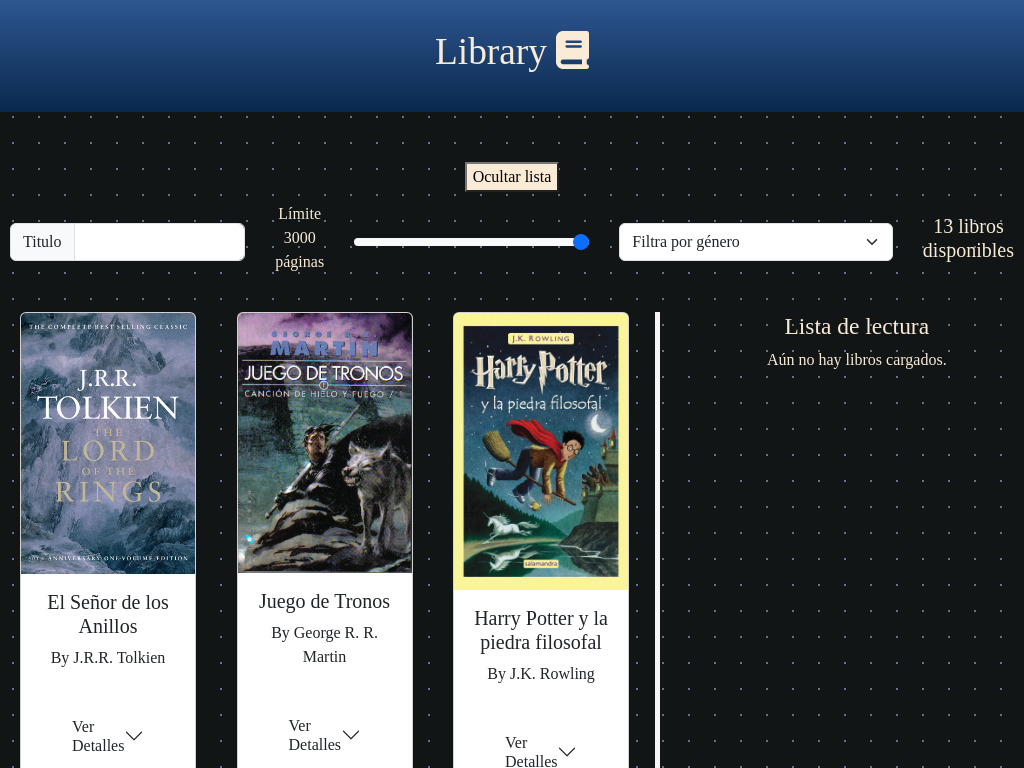 Library
Ocultar lista
Titulo
Límite
3000
páginas
Filtra por género
13 libros
disponibles
THE COMPLETE BEST SELLING CLASSIC
J.R.R.
TOLKIEN
THE
LORD
OF THE
RINGS
50TH ANNIVERSARY ONE-VOLUME EDITION
El Señor de los
Anillos
By J.R.R. Tolkien
Ver
Detalles
GEORGE R. R.
MARTIN
JUEGO DE TRONOS
CANCIÓN DE HIELO Y FUEGO /
Juego de Tronos
By George R. R.
Martin
Ver
Detalles
J.K. ROWLING
Harry Potter
y la piedra filosofal
salamandra
Harry Potter y la
piedra filosofal
By J.K. Rowling
Ver
Detalles
Lista de lectura
Aún no hay libros cargados.